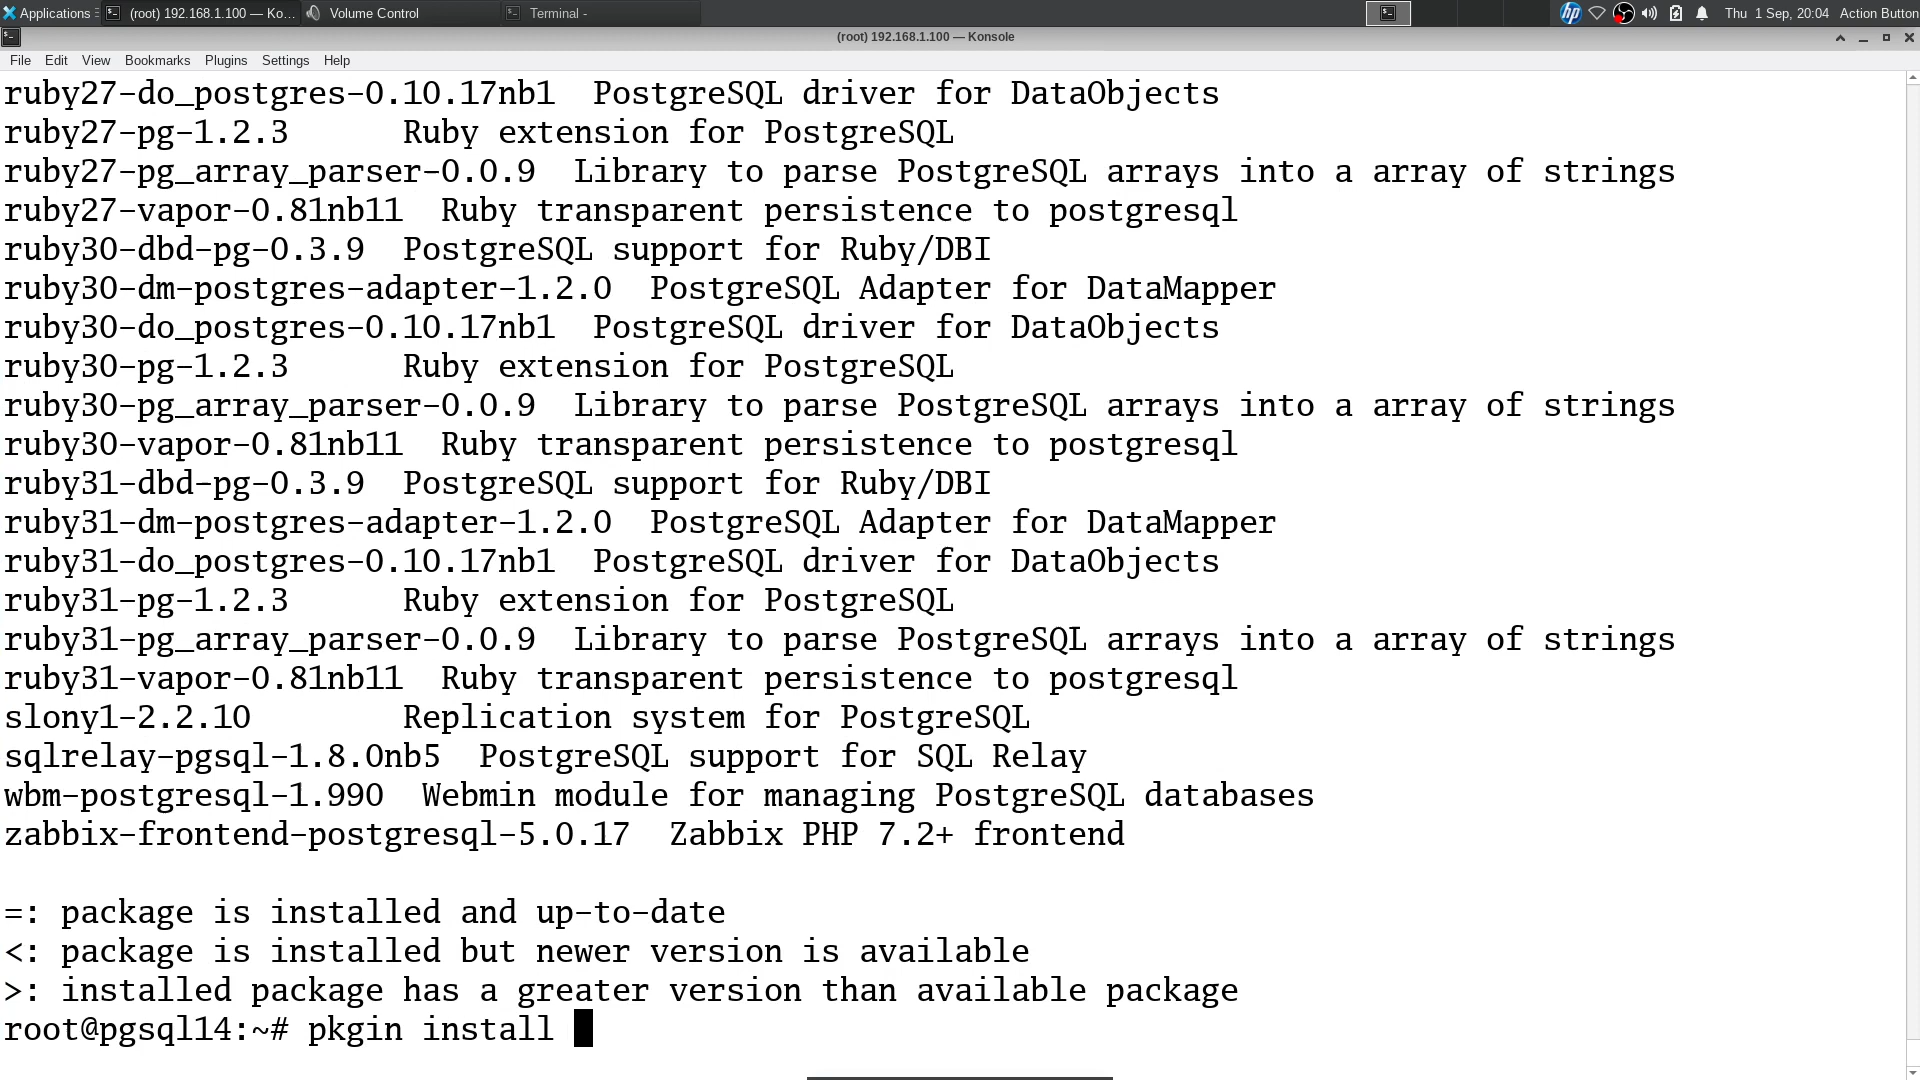 Applications
(root) 192.168.1.100 — Ko...
Volume Control
Terminal -
hp
Thu 1 Sep, 20:04
Action Button
(root) 192.168.1.100 — Konsole
File Edit View Bookmarks Plugins Settings Help
ruby27-do_postgres-0.10.17nb1  PostgreSQL driver for DataObjects
ruby27-pg-1.2.3      Ruby extension for PostgreSQL
ruby27-pg_array_parser-0.0.9  Library to parse PostgreSQL arrays into a array of strings
ruby27-vapor-0.81nb11  Ruby transparent persistence to postgresql
ruby30-dbd-pg-0.3.9  PostgreSQL support for Ruby/DBI
ruby30-dm-postgres-adapter-1.2.0  PostgreSQL Adapter for DataMapper
ruby30-do_postgres-0.10.17nb1  PostgreSQL driver for DataObjects
ruby30-pg-1.2.3      Ruby extension for PostgreSQL
ruby30-pg_array_parser-0.0.9  Library to parse PostgreSQL arrays into a array of strings
ruby30-vapor-0.81nb11  Ruby transparent persistence to postgresql
ruby31-dbd-pg-0.3.9  PostgreSQL support for Ruby/DBI
ruby31-dm-postgres-adapter-1.2.0  PostgreSQL Adapter for DataMapper
ruby31-do_postgres-0.10.17nb1  PostgreSQL driver for DataObjects
ruby31-pg-1.2.3      Ruby extension for PostgreSQL
ruby31-pg_array_parser-0.0.9  Library to parse PostgreSQL arrays into a array of strings
ruby31-vapor-0.81nb11  Ruby transparent persistence to postgresql
slony1-2.2.10        Replication system for PostgreSQL
sqlrelay-pgsql-1.8.0nb5  PostgreSQL support for SQL Relay
wbm-postgresql-1.990  Webmin module for managing PostgreSQL databases
zabbix-frontend-postgresql-5.0.17  Zabbix PHP 7.2+ frontend
=: package is installed and up-to-date
<: package is installed but newer version is available
>: installed package has a greater version than available package
root@pgsql14:~# pkgin install